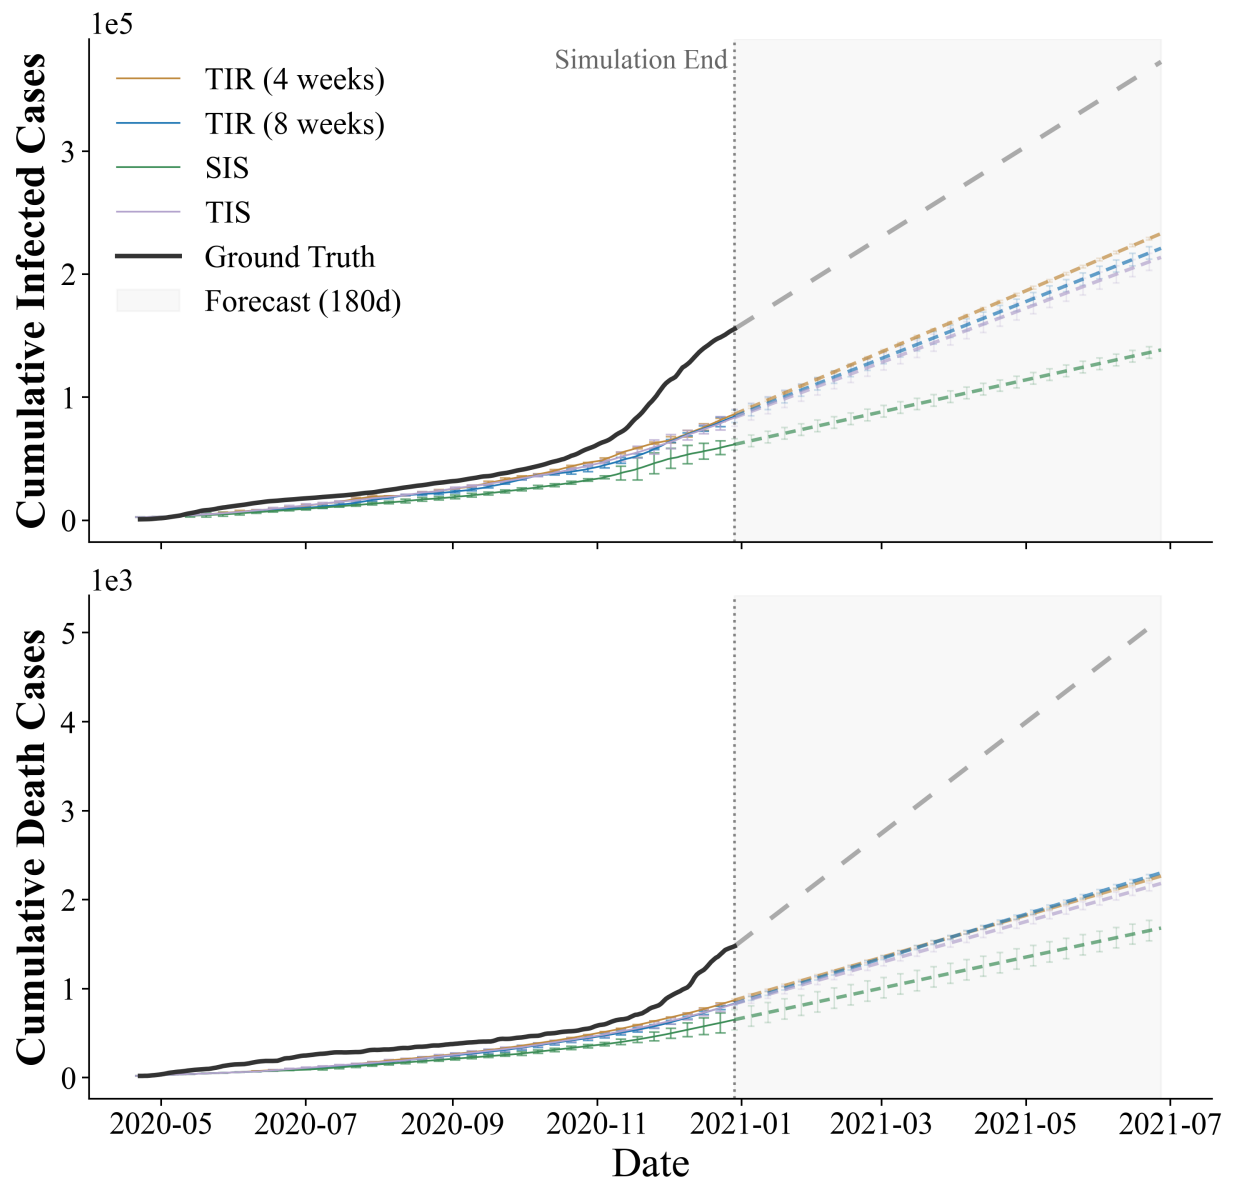 1e5
Cumulative Infected Cases
3
2
1
0
TIR (4 weeks)
TIR (8 weeks)
SIS
TIS
Ground Truth
Forecast (180d)
Simulation End
1e3
Cumulative Death Cases
5
4
3
2
1
0
2020-05 2020-07 2020-09 2020-11 2021-01 2021-03 2021-05 2021-07
Date